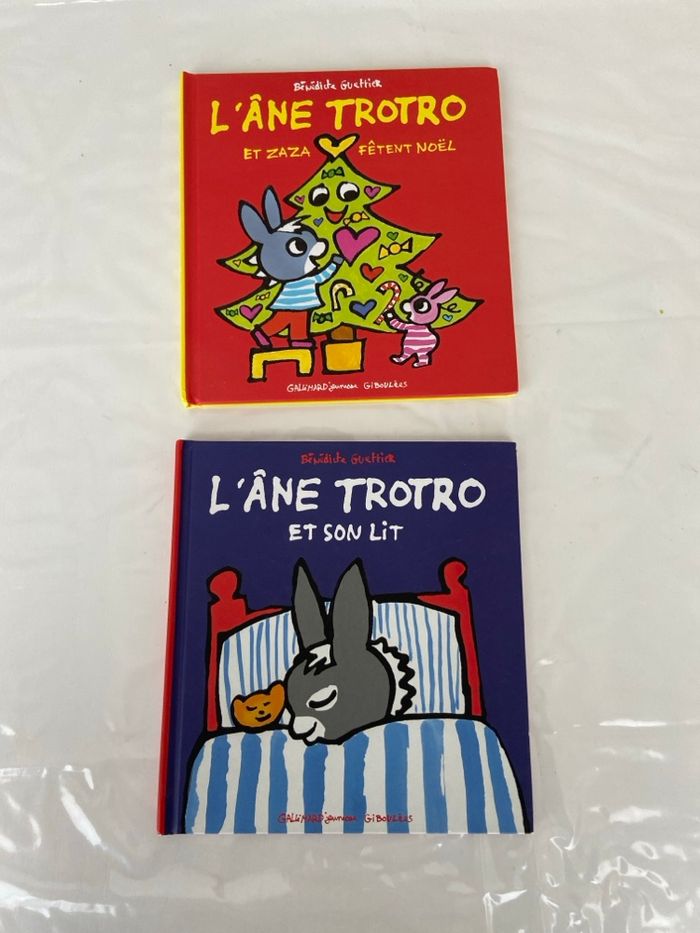 Bénédicte Guettier
L'ÂNE TROTRO
ET ZAZA FÊTENT NOËL
GALLIMARD jeunesse GIBOULÉES
Bénédicte Guettier
L'ÂNE TROTRO
ET SON LIT
GALLIMARD jeunesse GIBOULÉES